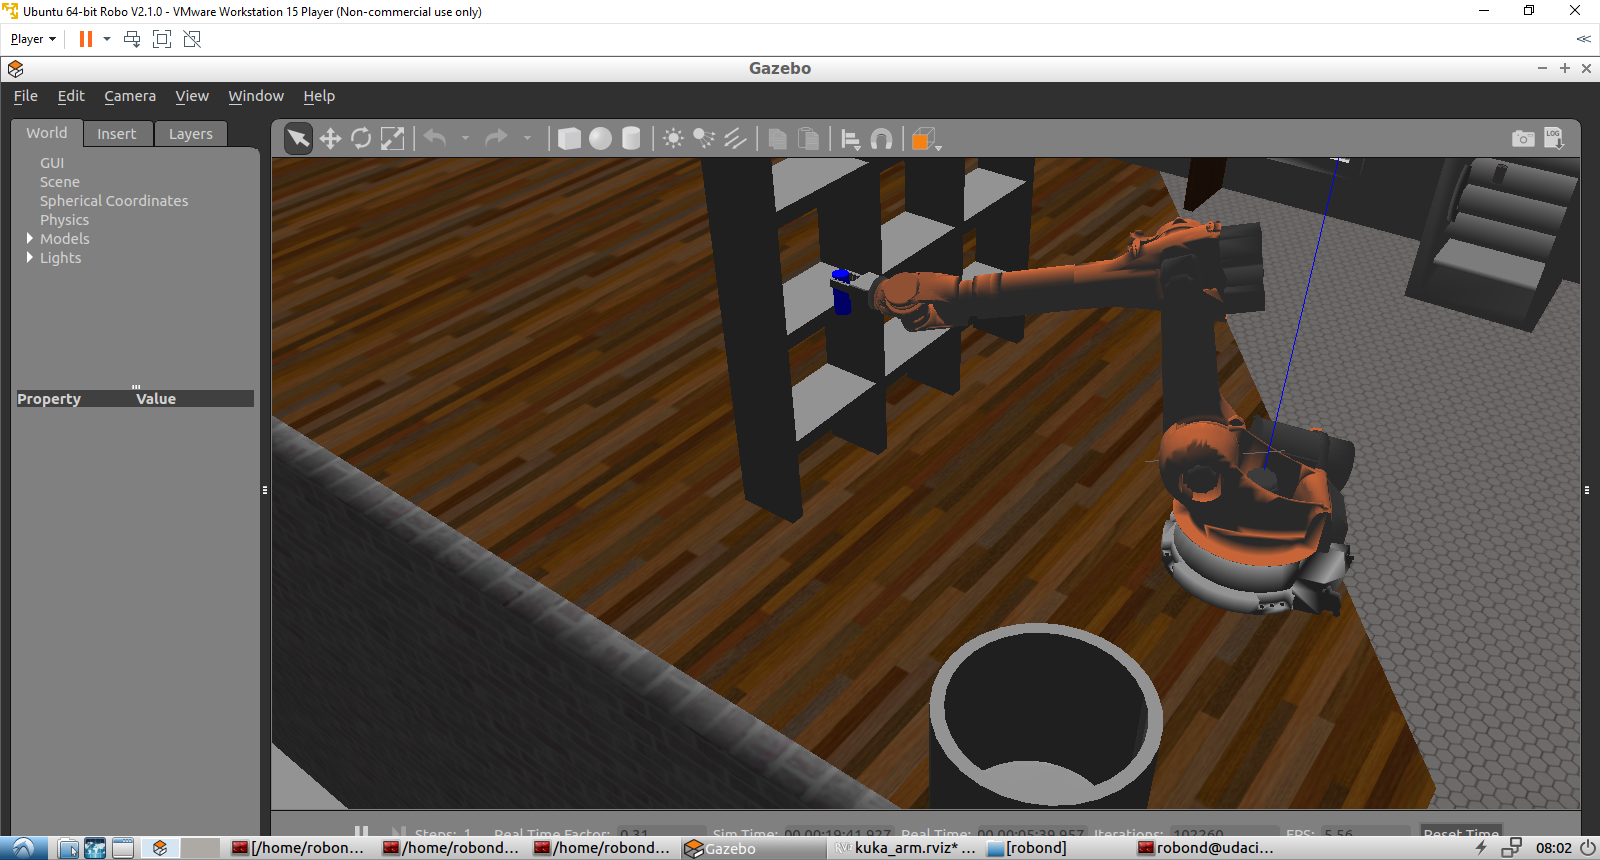 Ubuntu 64-bit Robo V2.1.0 - VMware Workstation 15 Player (Non-commercial use only)
Player
Gazebo
File Edit Camera View Window Help
World Insert Layers
LOG
GUI
Scene
Spherical Coordinates
Physics
Models
Lights
Property Value
Steps: 1 Real Time Factor: 0.31 Sim Time: 00 00:19:41.927 Real Time: 00 00:05:39.957 Iterations: 102260 FPS: 5.56 Reset Time
[/home/robon... /home/robond... /home/robond... Gazebo kuka_arm.rviz* ... [robond] robond@udaci... 08:02